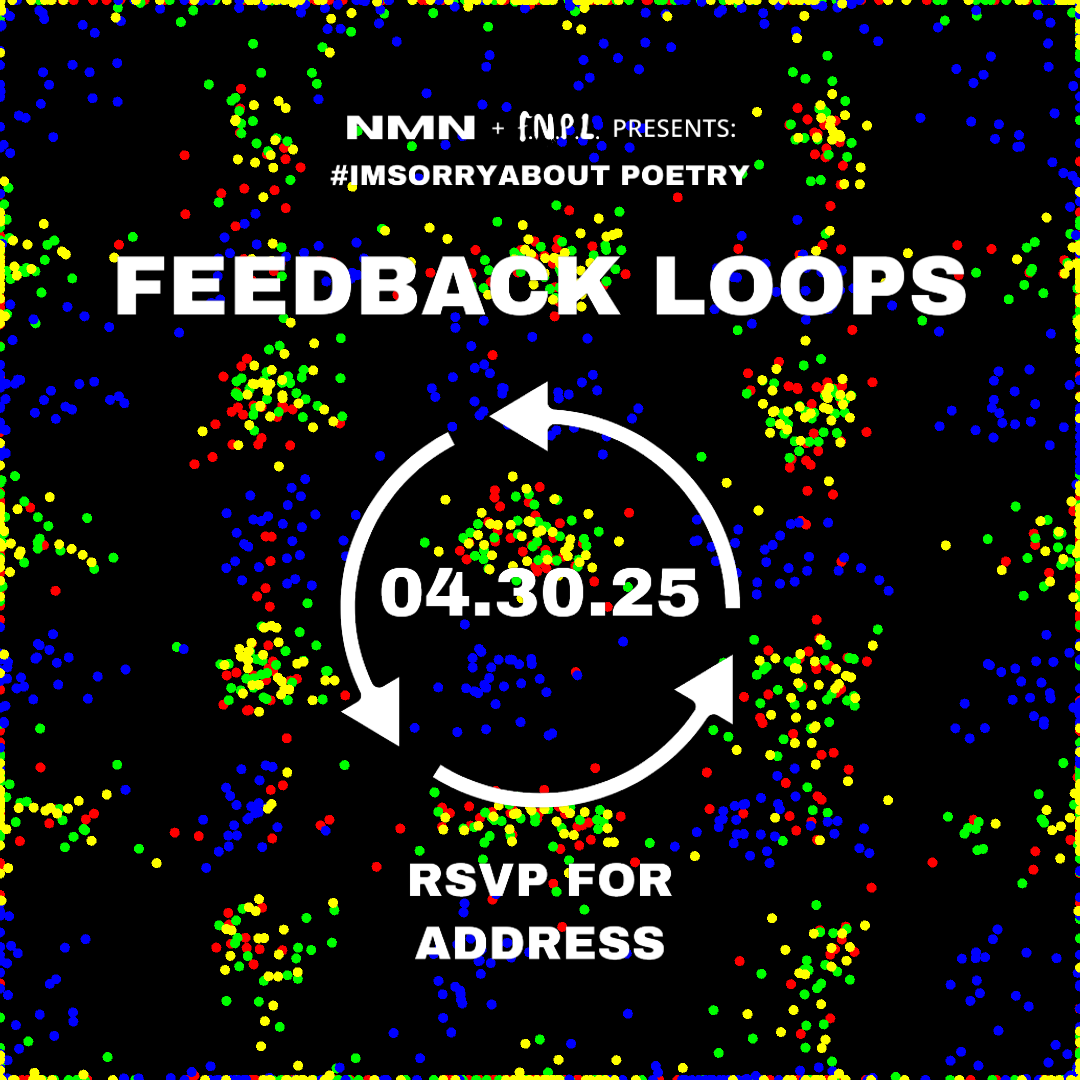 NMN + F.N.P.L. PRESENTS:
#IMSORRYABOUT POETRY
FEEDBACK LOOPS
04.30.25
RSVP FOR
ADDRESS